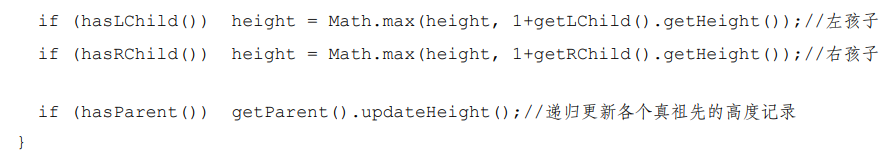 if (hasLChild())  height = Math.max(height, 1+getLChild().getHeight());//左孩子
if (hasRChild())  height = Math.max(height, 1+getRChild().getHeight());//右孩子
if (hasParent())  getParent().updateHeight();//递归更新各个真祖先的高度记录
}